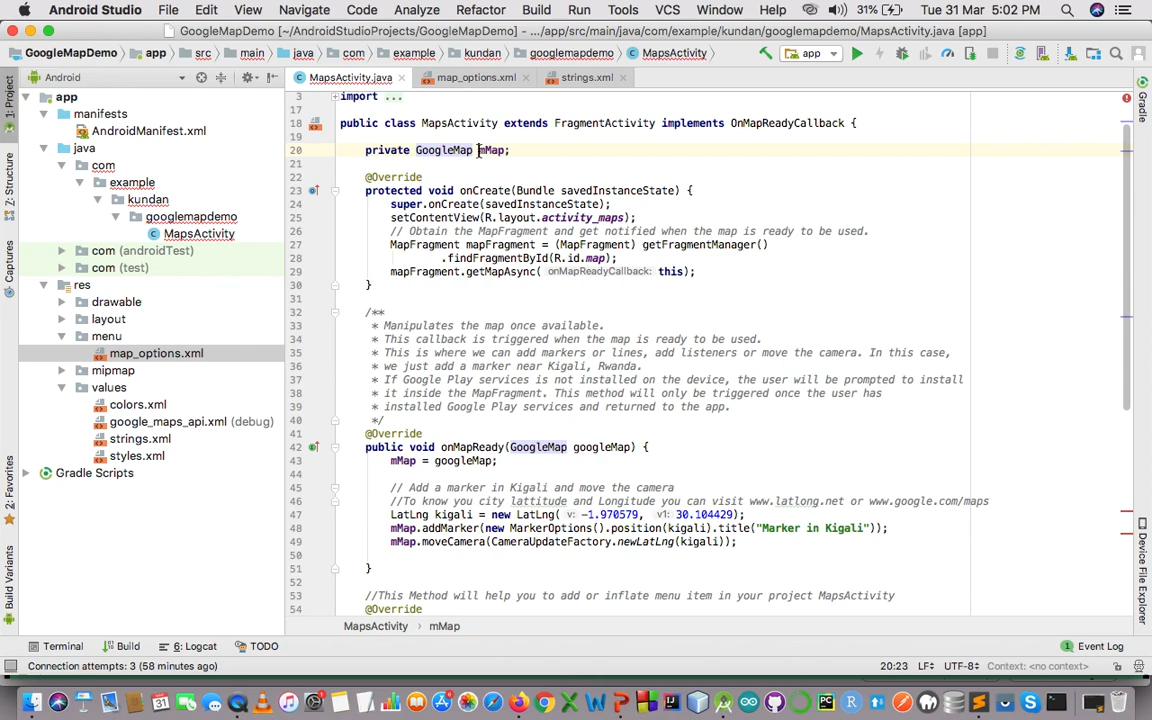 Android Studio File Edit View Navigate Code Analyze Refactor Build Run Tools VCS Window Help 31% Tue 31 Mar 5:02 PM
GoogleMapDemo [~/AndroidStudioProjects/GoogleMapDemo] - .../app/src/main/java/com/example/kundan/googlemapdemo/MapsActivity.java [app]
GoogleMapDemo app src main java com example kundan googlemapdemo MapsActivity app
Android MapsActivity.java map_options.xml strings.xml
1: Project
Z: Structure
Captures
2: Favorites
Build Variants
app
manifests
AndroidManifest.xml
java
com
example
kundan
googlemapdemo
MapsActivity
com (androidTest)
com (test)
res
drawable
layout
menu
map_options.xml
mipmap
values
colors.xml
google_maps_api.xml (debug)
strings.xml
styles.xml
Gradle Scripts
3 import ...
17
18 public class MapsActivity extends FragmentActivity implements OnMapReadyCallback {
19
20 private GoogleMap mMap;
21
22 @Override
23 protected void onCreate(Bundle savedInstanceState) {
24 super.onCreate(savedInstanceState);
25 setContentView(R.layout.activity_maps);
26 // Obtain the MapFragment and get notified when the map is ready to be used.
27 MapFragment mapFragment = (MapFragment) getFragmentManager()
28 .findFragmentById(R.id.map);
29 mapFragment.getMapAsync( onMapReadyCallback: this);
30 }
31
32 /**
33 * Manipulates the map once available.
34 * This callback is triggered when the map is ready to be used.
35 * This is where we can add markers or lines, add listeners or move the camera. In this case,
36 * we just add a marker near Kigali, Rwanda.
37 * If Google Play services is not installed on the device, the user will be prompted to install
38 * it inside the MapFragment. This method will only be triggered once the user has
39 * installed Google Play services and returned to the app.
40 */
41 @Override
42 public void onMapReady(GoogleMap googleMap) {
43 mMap = googleMap;
44
45 // Add a marker in Kigali and move the camera
46 //To know you city lattitude and Longitude you can visit www.latlong.net or www.google.com/maps
47 LatLng kigali = new LatLng( v: -1.970579, v1: 30.104429);
48 mMap.addMarker(new MarkerOptions().position(kigali).title("Marker in Kigali"));
49 mMap.moveCamera(CameraUpdateFactory.newLatLng(kigali));
50
51 }
52
53 //This Method will help you to add or inflate menu item in your project MapsActivity
54 @Override
MapsActivity mMap
Gradle
Device File Explorer
Terminal Build 6: Logcat TODO 1 Event Log
Connection attempts: 3 (58 minutes ago) 20:23 LF UTF-8 Context: <no context>